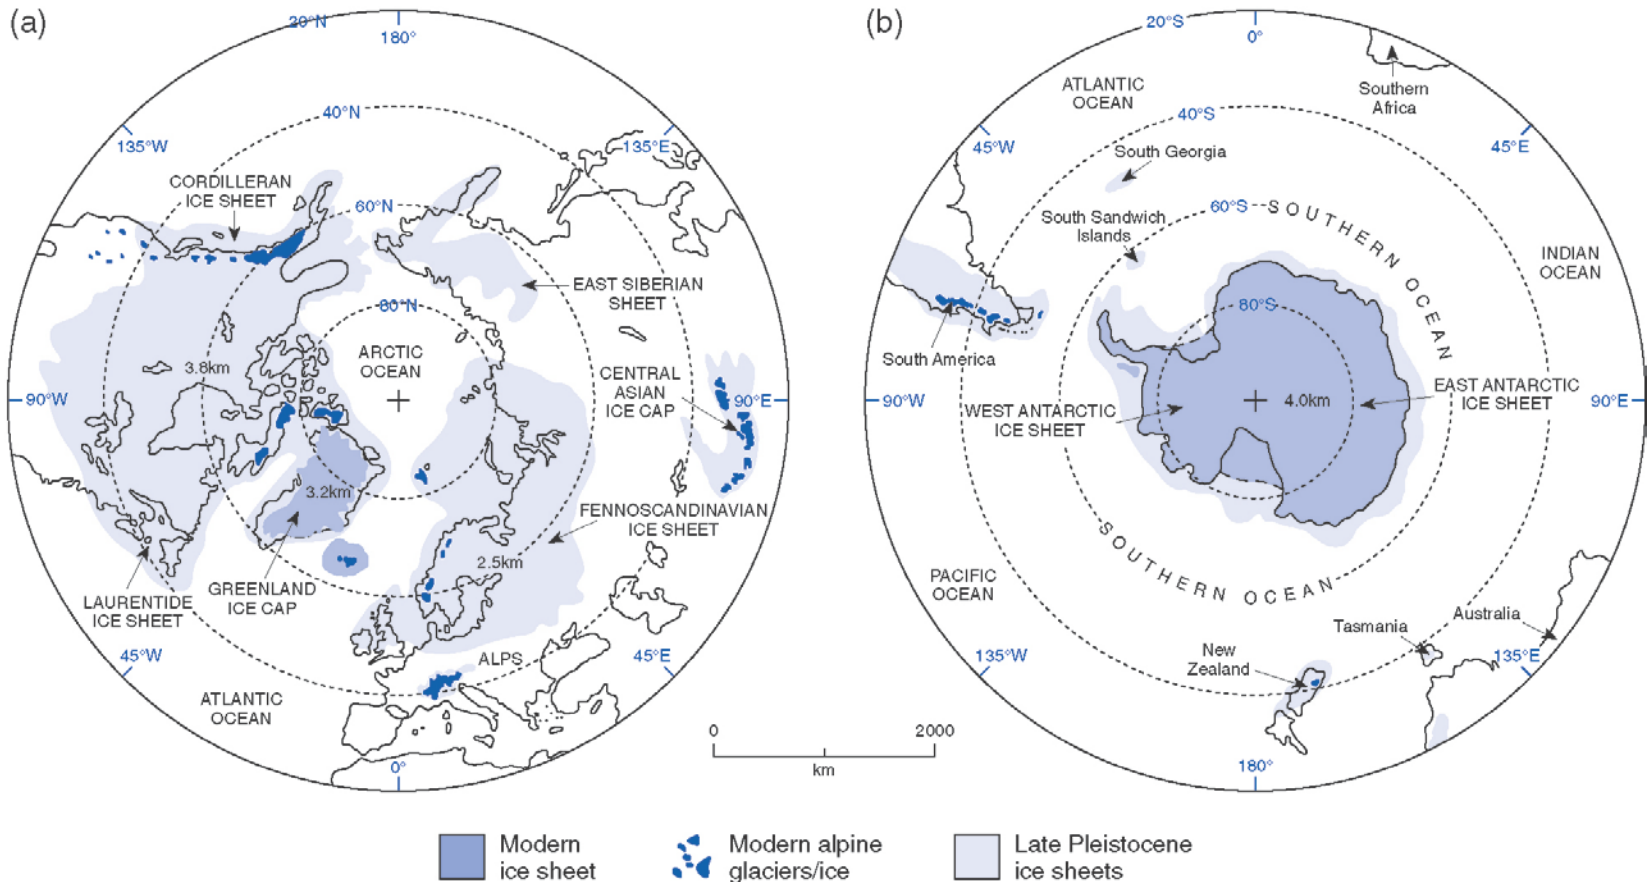 (a)
20°N
180°
40°N
135°W
135°E
CORDILLERAN
ICE SHEET
60°N
EAST SIBERIAN
SHEET
80°N
ARCTIC
OCEAN
3.8km
CENTRAL
ASIAN
ICE CAP
90°W
90°E
3.2km
FENNOSCANDINAVIAN
ICE SHEET
2.5km
GREENLAND
ICE CAP
LAURENTIDE
ICE SHEET
45°W
ALPS
45°E
ATLANTIC
OCEAN
0°
0
2000
km
(b)
20°S
0°
ATLANTIC
OCEAN
Southern
Africa
40°S
45°W
45°E
South Georgia
60°S
SOUTHERN OCEAN
South Sandwich
Islands
INDIAN
OCEAN
80°S
South America
90°W
WEST ANTARCTIC
ICE SHEET
4.0km
EAST ANTARCTIC
ICE SHEET
90°E
SOUTHERN OCEAN
PACIFIC
OCEAN
Australia
Tasmania
New
Zealand
135°W
135°E
180°
Modern
ice sheet
Modern alpine
glaciers/ice
Late Pleistocene
ice sheets